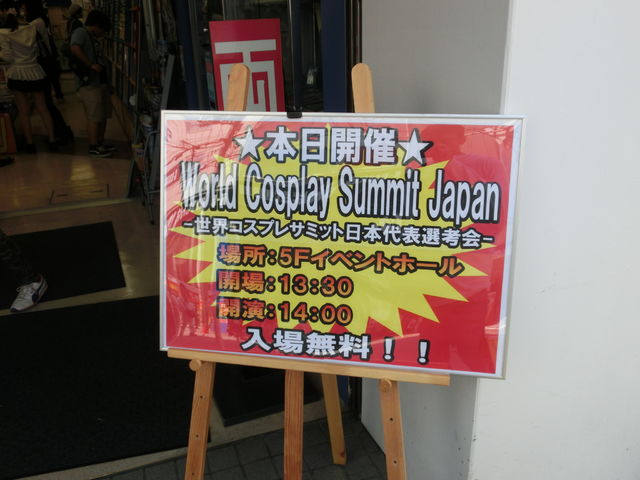 両
★本日開催★
World Cosplay Summit Japan
-世界コスプレサミット日本代表選考会-
場所:5Fイベントホール
開場:13:30
開演:14:00
入場無料!!